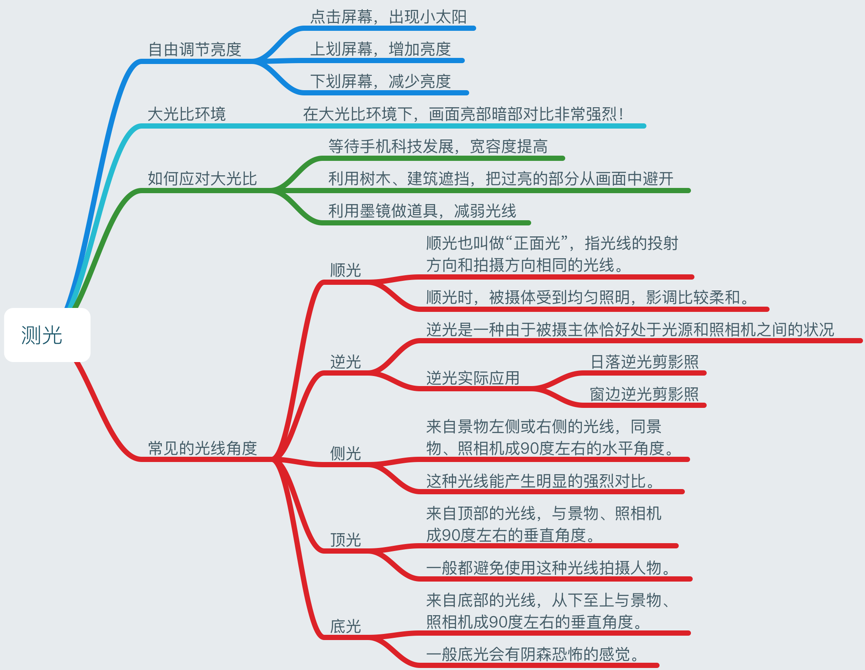 测光
自由调节亮度
点击屏幕，出现小太阳
上划屏幕，增加亮度
下划屏幕，减少亮度
大光比环境
在大光比环境下，画面亮部暗部对比非常强烈！
如何应对大光比
等待手机科技发展，宽容度提高
利用树木、建筑遮挡，把过亮的部分从画面中避开
利用墨镜做道具，减弱光线
常见的光线角度
顺光
顺光也叫做“正面光”，指光线的投射
方向和拍摄方向相同的光线。
顺光时，被摄体受到均匀照明，影调比较柔和。
逆光
逆光是一种由于被摄主体恰好处于光源和照相机之间的状况
逆光实际应用
日落逆光剪影照
窗边逆光剪影照
侧光
来自景物左侧或右侧的光线，同景
物、照相机成90度左右的水平角度。
这种光线能产生明显的强烈对比。
顶光
来自顶部的光线，与景物、照相机
成90度左右的垂直角度。
一般都避免使用这种光线拍摄人物。
底光
来自底部的光线，从下至上与景物、
照相机成90度左右的垂直角度。
一般底光会有阴森恐怖的感觉。